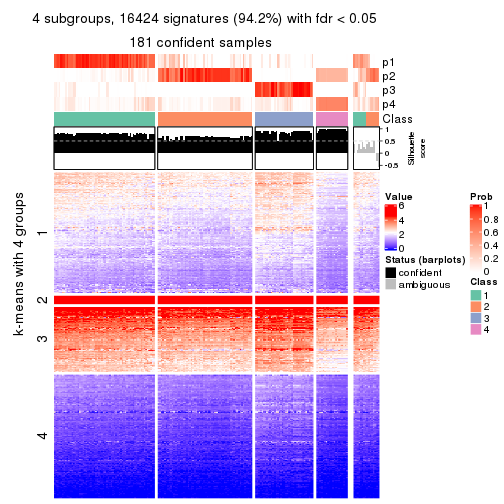 4 subgroups, 16424 signatures (94.2%) with fdr < 0.05
181 confident samples
p1
p2
p3
p4
Class
1
0.5
0
-0.5
Silhouette
score
k-means with 4 groups
1
2
3
4
Value
6
4
2
0
Status (barplots)
confident
ambiguous
Prob
1
0.8
0.6
0.4
0.2
0
Class
1
2
3
4